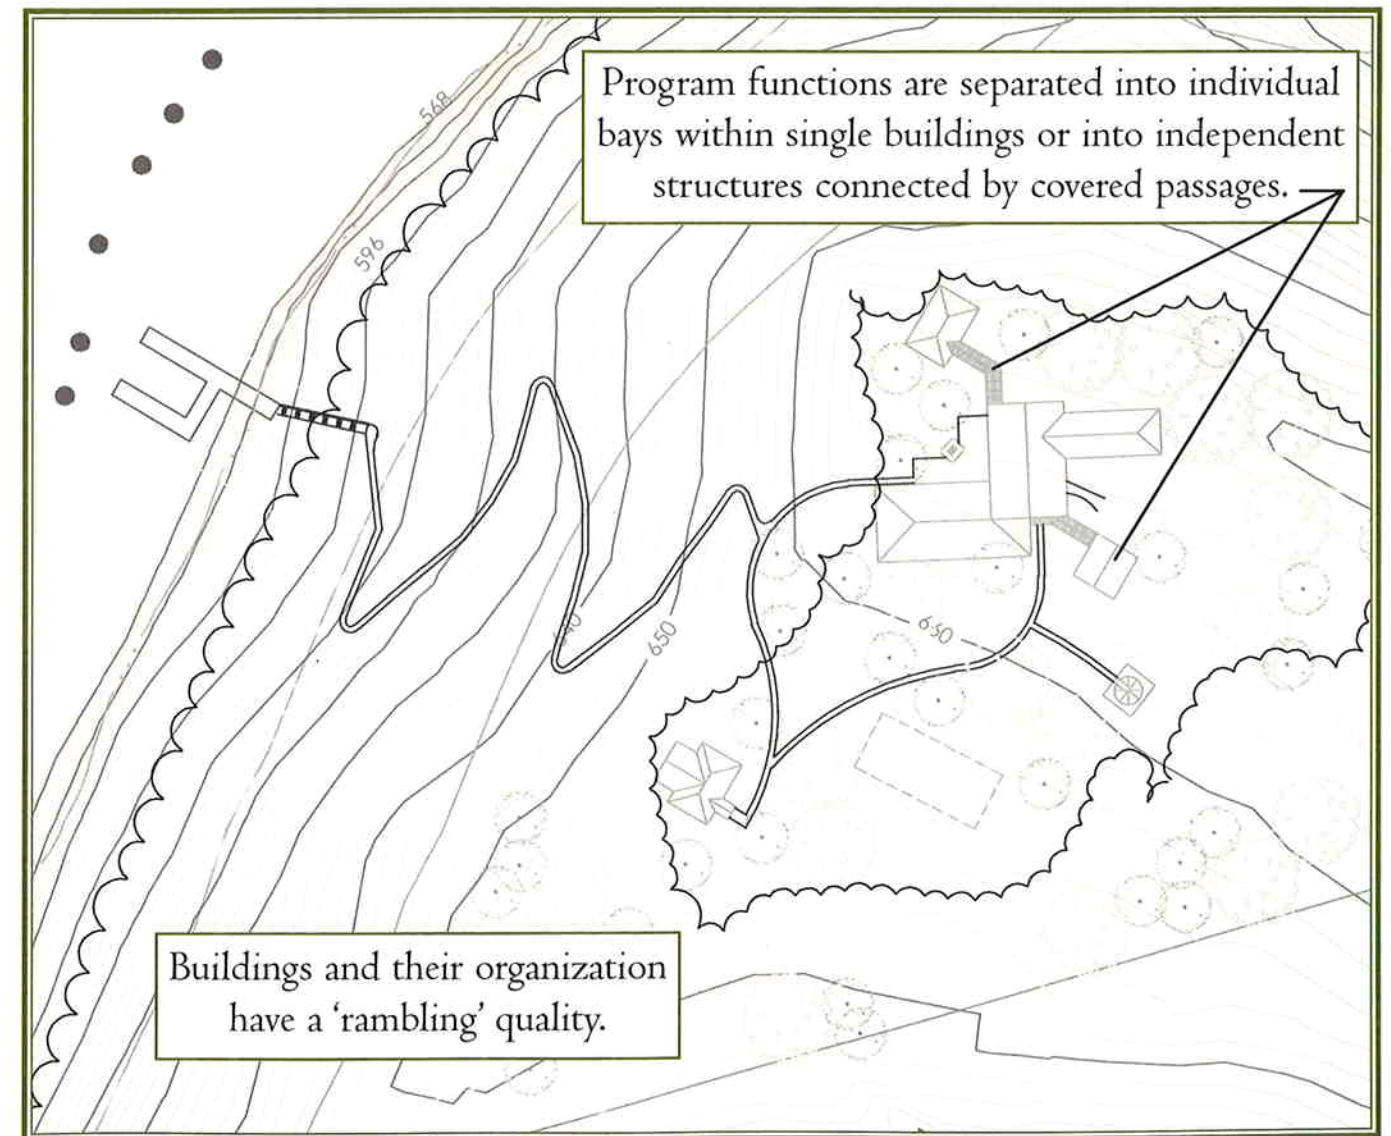 568
Program functions are separated into individual
bays within single buildings or into independent
structures connected by covered passages.
596
650
Buildings and their organization
have a ‘rambling’ quality.